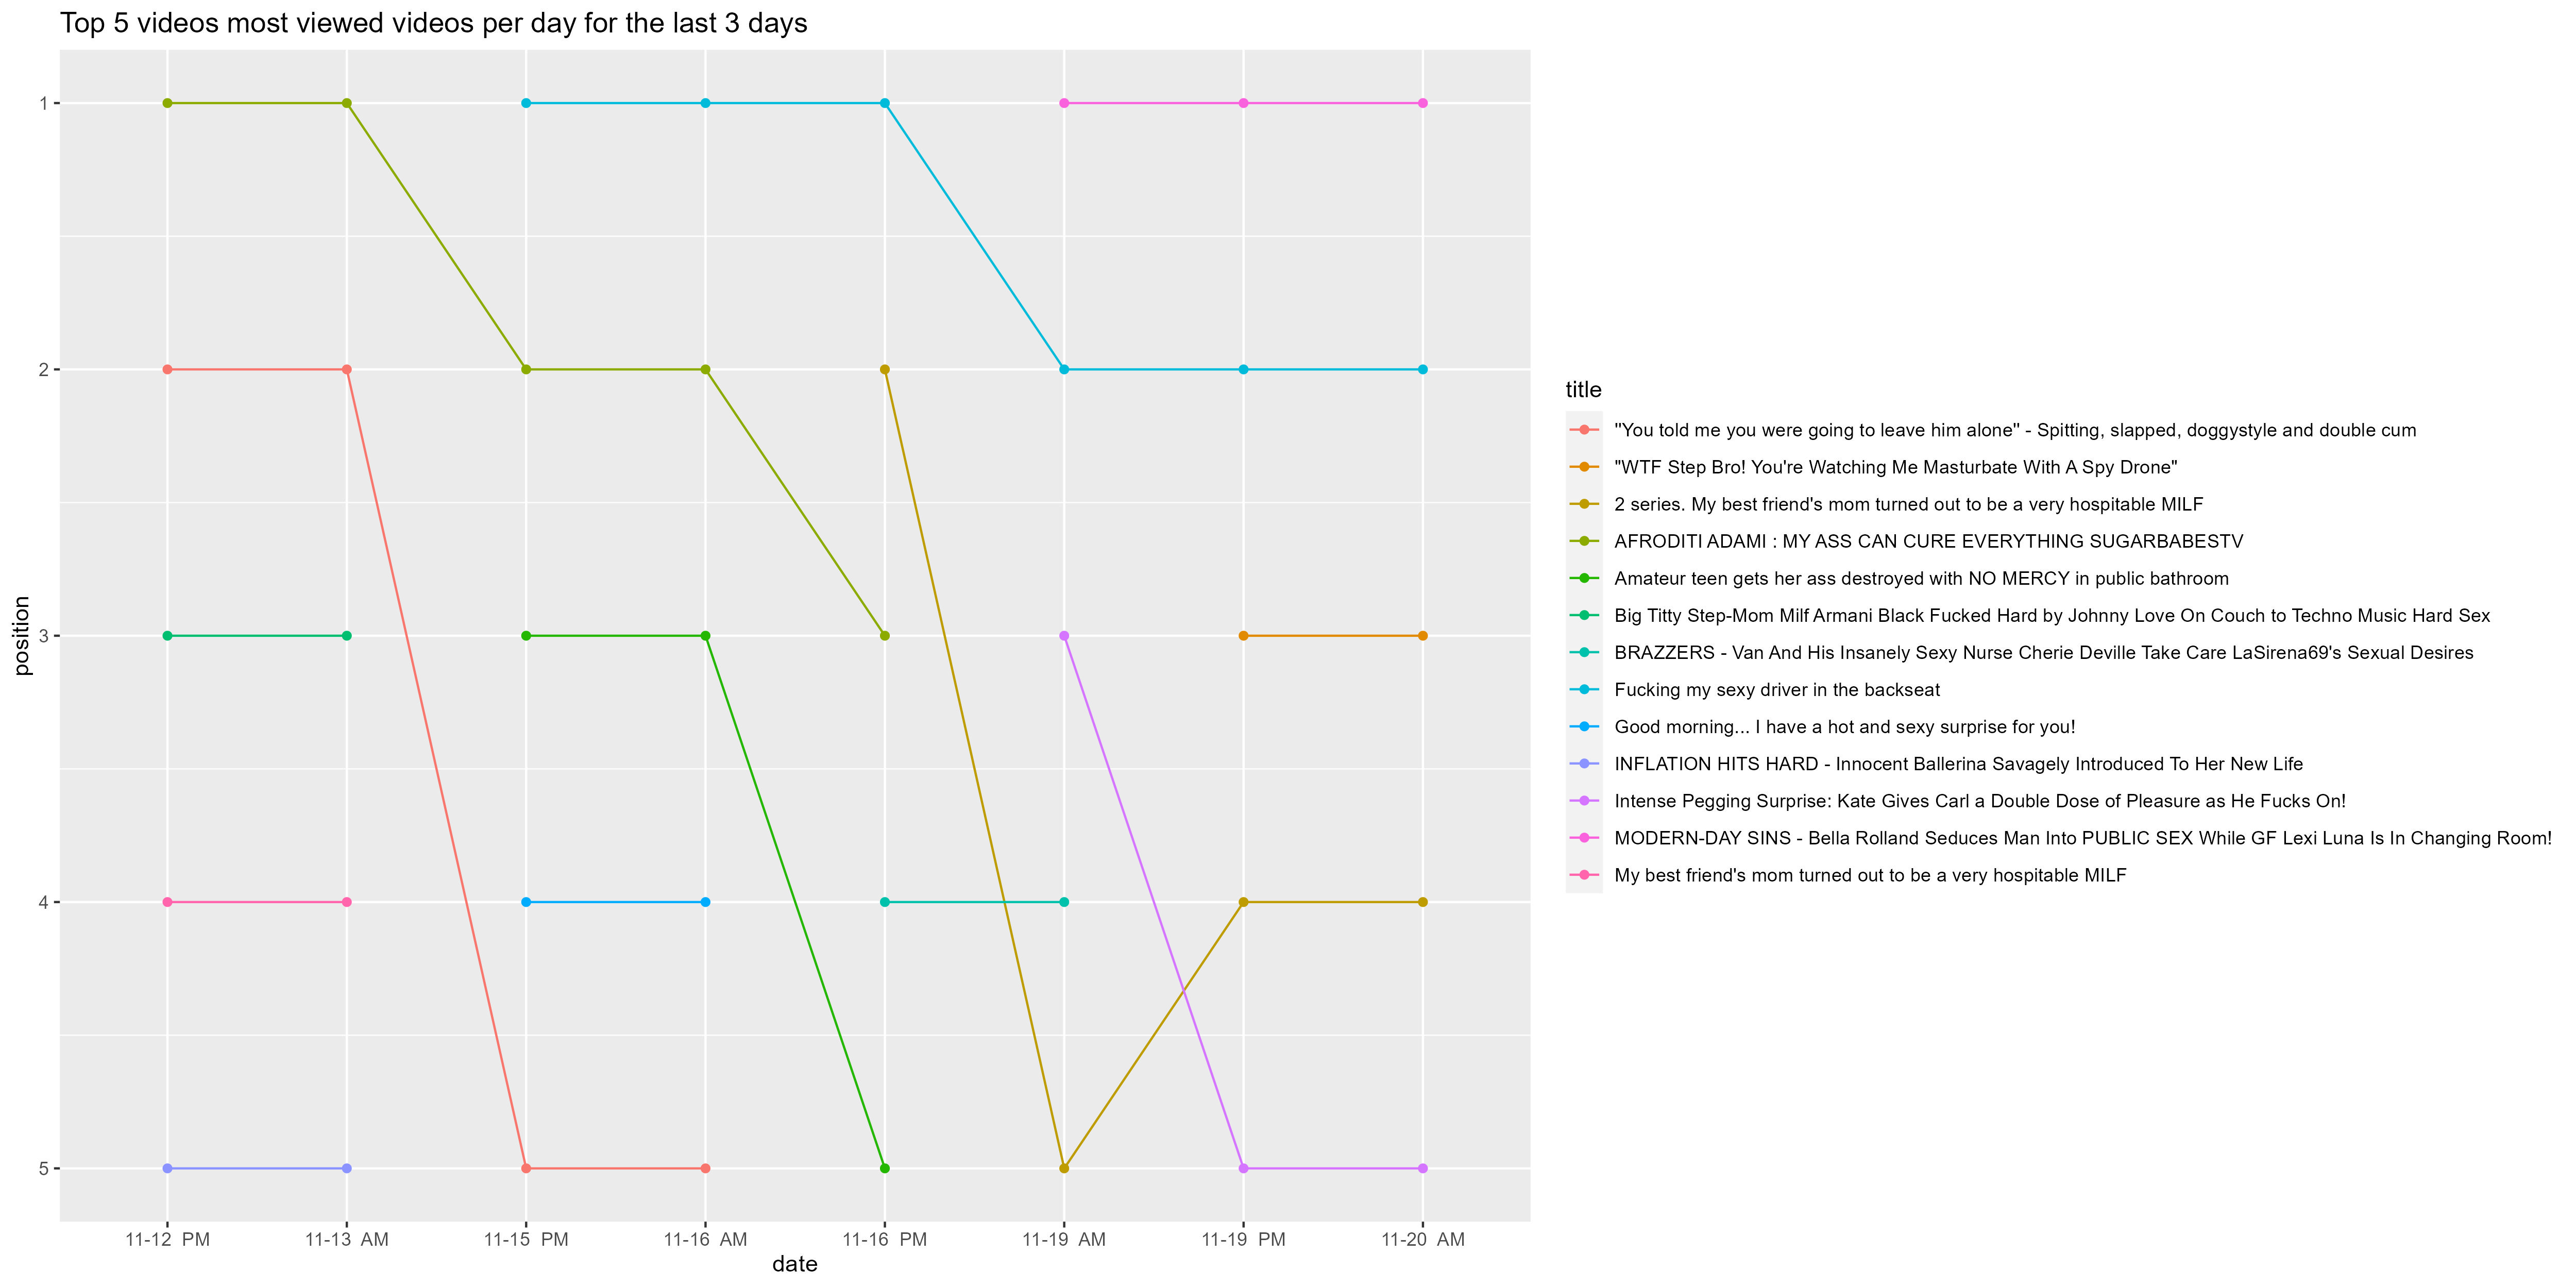 Top 5 videos most viewed videos per day for the last 3 days
position
1
2
3
4
5
11-12 PM
11-13 AM
11-15 PM
11-16 AM
11-16 PM
11-19 AM
11-19 PM
11-20 AM
date
title
"You told me you were going to leave him alone" - Spitting, slapped, doggystyle and double cum
"WTF Step Bro! You're Watching Me Masturbate With A Spy Drone"
2 series. My best friend's mom turned out to be a very hospitable MILF
AFRODITI ADAMI : MY ASS CAN CURE EVERYTHING SUGARBABESTV
Amateur teen gets her ass destroyed with NO MERCY in public bathroom
Big Titty Step-Mom Milf Armani Black Fucked Hard by Johnny Love On Couch to Techno Music Hard Sex
BRAZZERS - Van And His Insanely Sexy Nurse Cherie Deville Take Care LaSirena69's Sexual Desires
Fucking my sexy driver in the backseat
Good morning... I have a hot and sexy surprise for you!
INFLATION HITS HARD - Innocent Ballerina Savagely Introduced To Her New Life
Intense Pegging Surprise: Kate Gives Carl a Double Dose of Pleasure as He Fucks On!
MODERN-DAY SINS - Bella Rolland Seduces Man Into PUBLIC SEX While GF Lexi Luna Is In Changing Room!
My best friend's mom turned out to be a very hospitable MILF